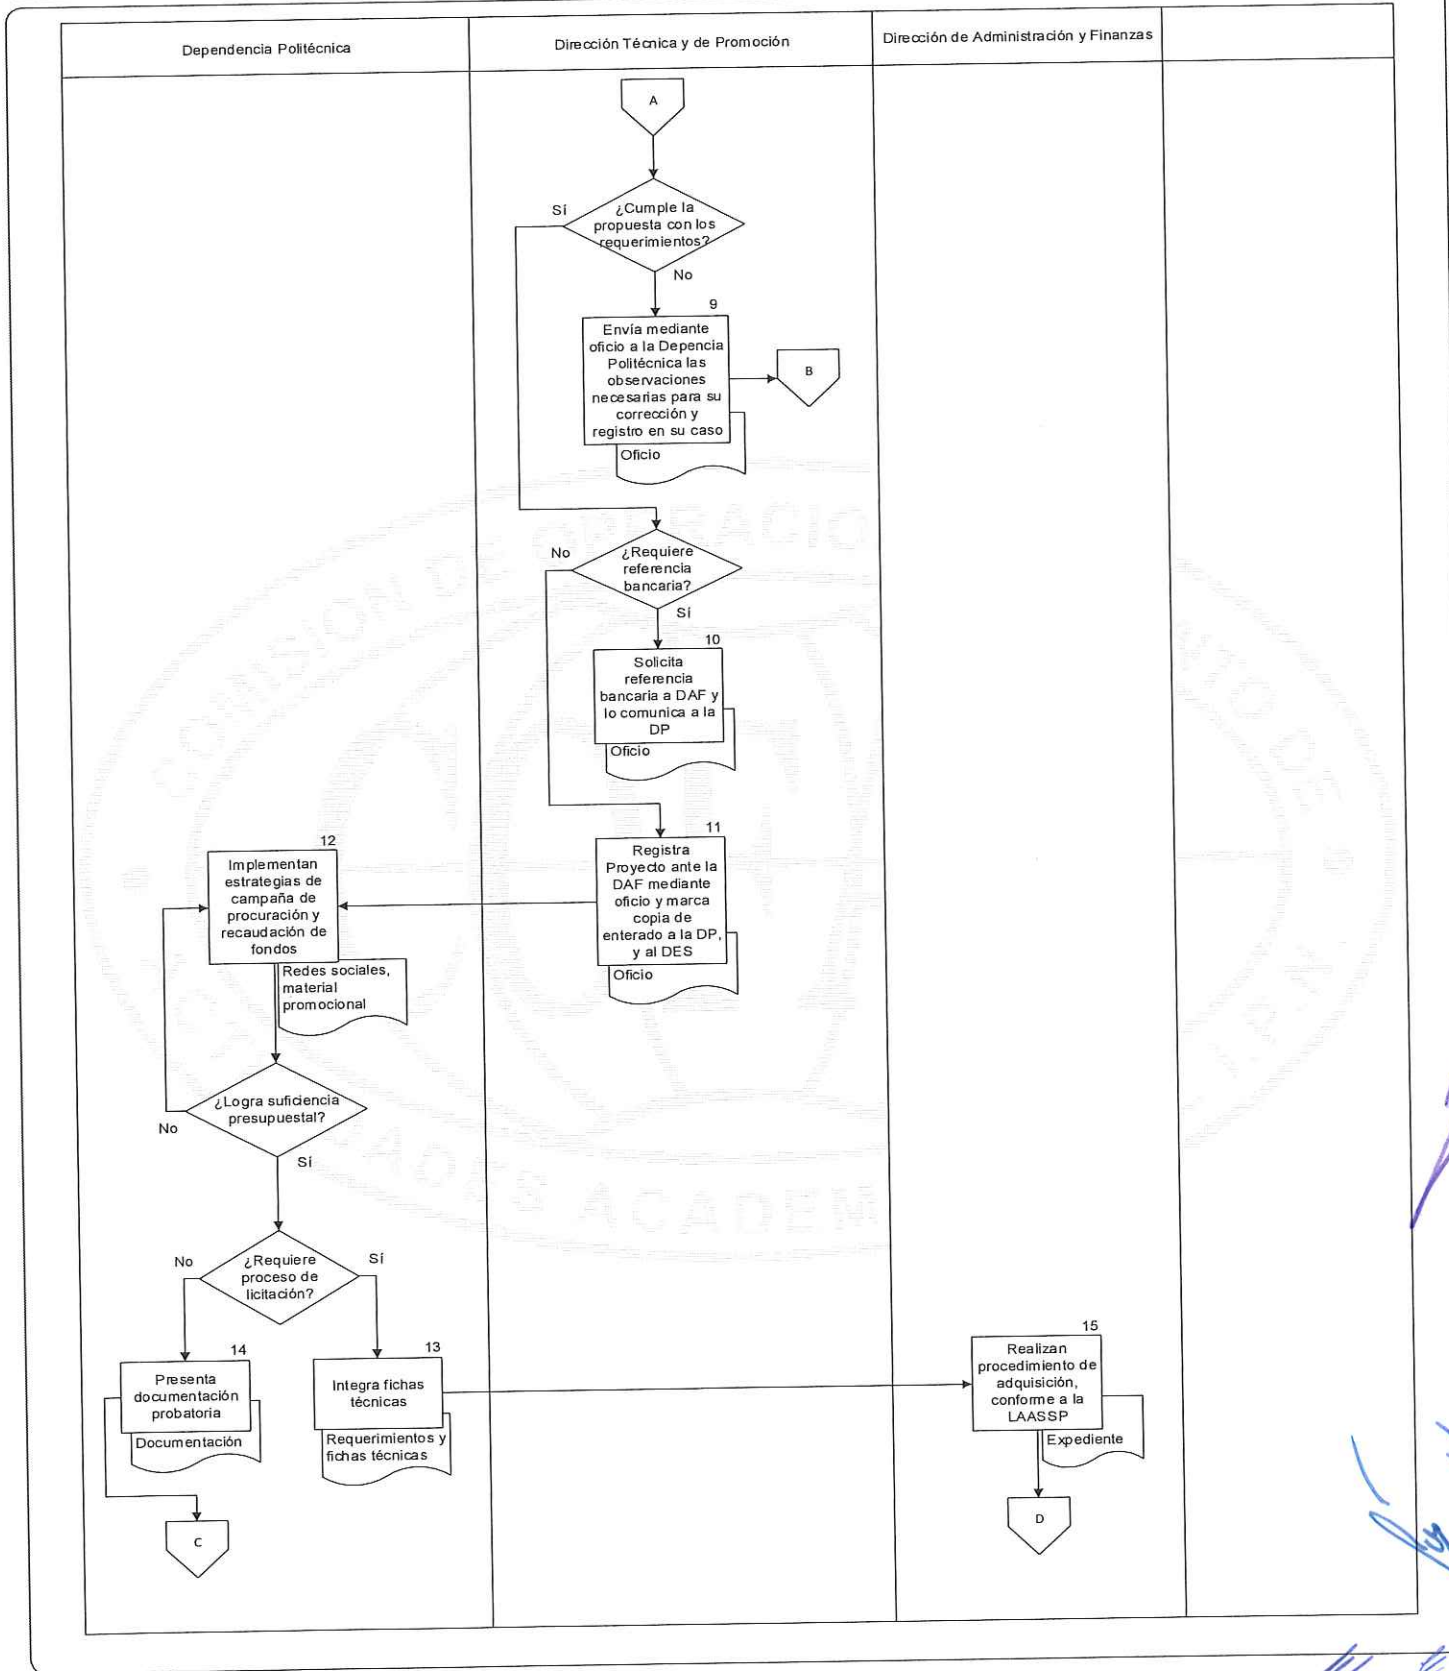 Dependencia Politécnica
Dirección Técnica y de Promoción
Dirección de Administración y Finanzas
A
¿Cumple la
propuesta con los
requerimientos?
Sí
No
9
Envía mediante
oficio a la Depencia
Politécnica las
observaciones
necesarias para su
corrección y
registro en su caso
Oficio
B
¿Requiere
referencia
bancaria?
No
Sí
10
Solicita
referencia
bancaria a DAF y
lo comunica a la
DP
Oficio
11
Registra
Proyecto ante la
DAF mediante
oficio y marca
copia de
enterado a la DP,
y al DES
Oficio
12
Implementan
estrategias de
campaña de
procuración y
recaudación de
fondos
Redes sociales,
material
promocional
¿Logra suficiencia
presupuestal?
No
Sí
¿Requiere
proceso de
licitación?
No
Sí
14
Presenta
documentación
probatoria
Documentación
C
13
Integra fichas
técnicas
Requerimientos y
fichas técnicas
15
Realizan
procedimiento de
adquisición,
conforme a la
LAASSP
Expediente
D